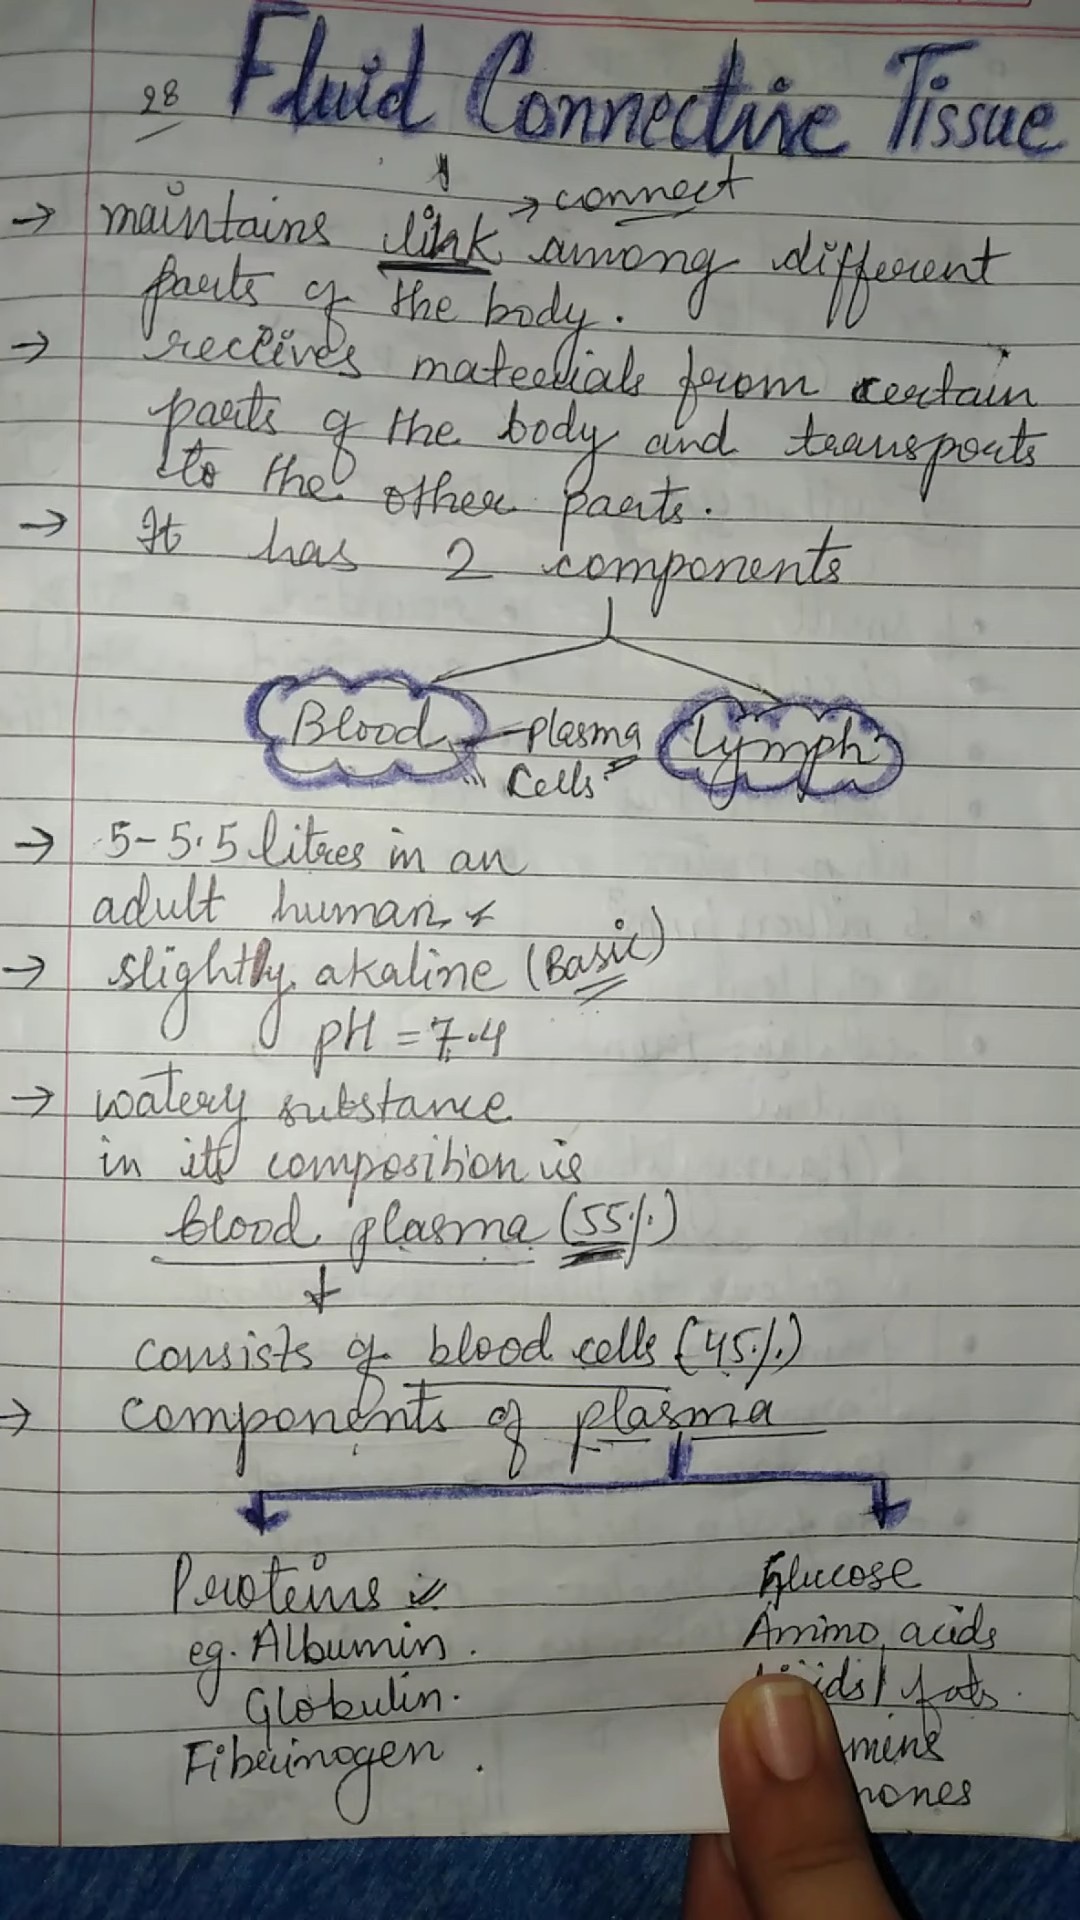 28 Fluid Connective Tissue
→ connect
→ maintains link among different
parts of the body.
→ receives materials from certain
parts of the body and transports
to the other parts.
→ It has 2 components
Blood - plasma Lymph
Cells
→ 5-5.5 litres in an
adult human
→ slightly akaline (Basic)
pH = 7.4
→ watery substance
in its composition is
blood plasma (55%)
consists of blood cells (45%)
→ components of plasma
Proteins Glucose
eg. Albumin. Amino acids
Globulin. fats.
Fibrinogen.